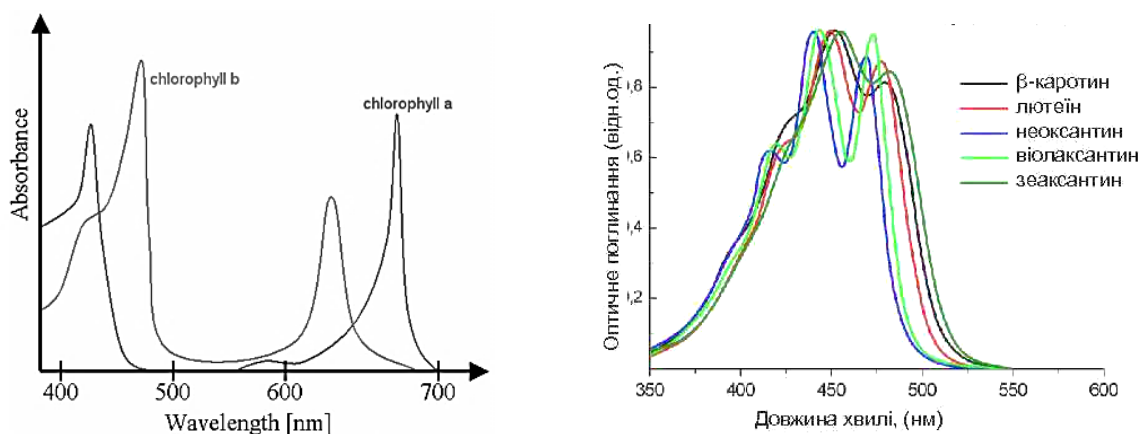 Absorbance
chlorophyll b
chlorophyll a
400
500
600
700
Wavelength [nm]
Оптичне поглинання (відн.од.)
,8
,6
,4
,2
β-каротин
лютеїн
неоксантин
віолаксантин
зеаксантин
350
400
450
500
550
600
Довжина хвилі, (нм)